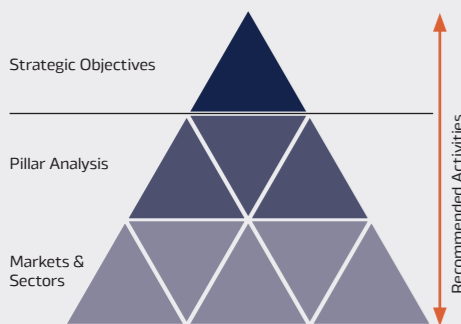 Strategic Objectives
Pillar Analysis
Markets &
Sectors
Recommended Activities